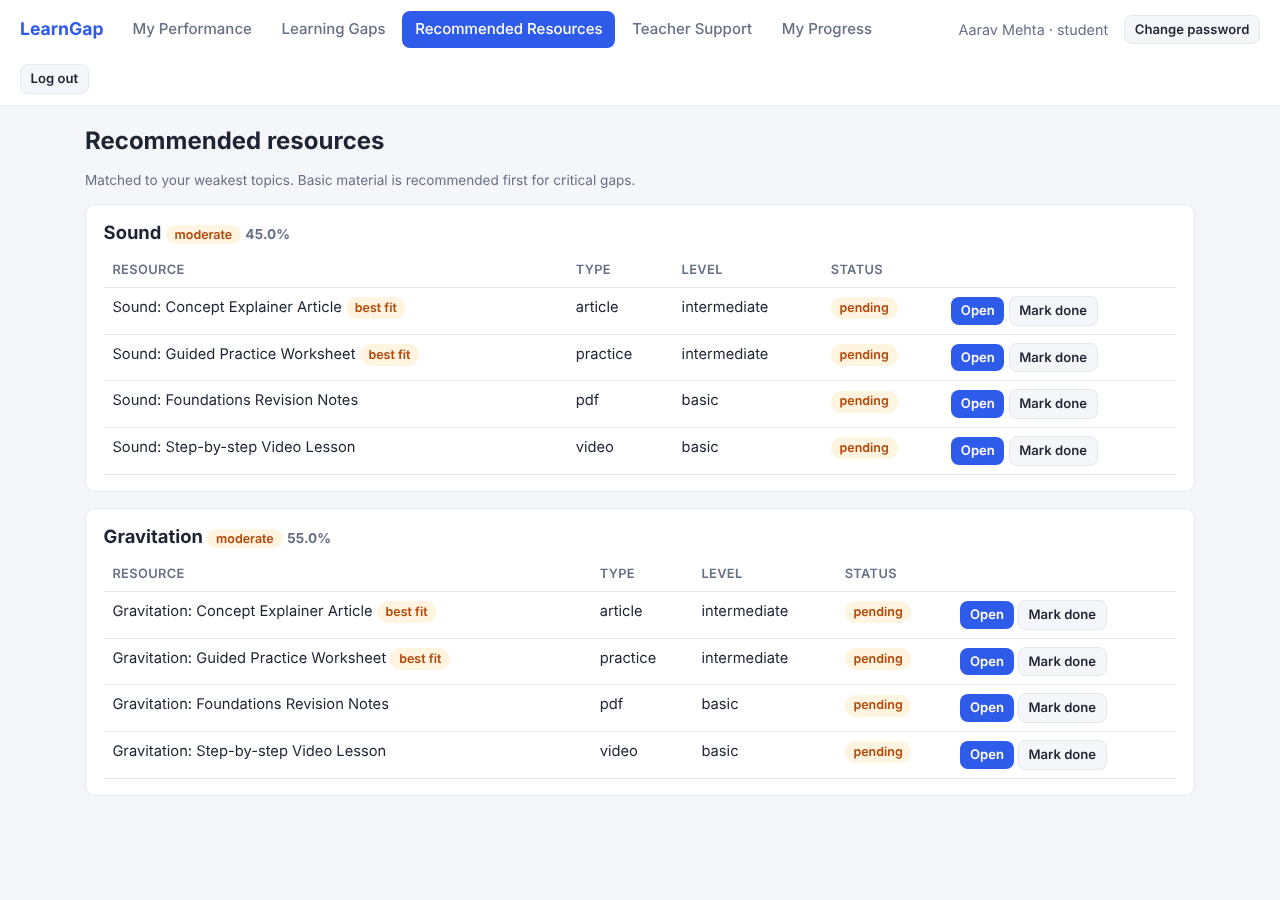 LearnGap My Performance Learning Gaps Recommended Resources Teacher Support My Progress Aarav Mehta · student Change password
Log out
Recommended resources
Matched to your weakest topics. Basic material is recommended first for critical gaps.
Sound moderate 45.0%
RESOURCE TYPE LEVEL STATUS
Sound: Concept Explainer Article best fit article intermediate pending Open Mark done
Sound: Guided Practice Worksheet best fit practice intermediate pending Open Mark done
Sound: Foundations Revision Notes pdf basic pending Open Mark done
Sound: Step-by-step Video Lesson video basic pending Open Mark done
Gravitation moderate 55.0%
RESOURCE TYPE LEVEL STATUS
Gravitation: Concept Explainer Article best fit article intermediate pending Open Mark done
Gravitation: Guided Practice Worksheet best fit practice intermediate pending Open Mark done
Gravitation: Foundations Revision Notes pdf basic pending Open Mark done
Gravitation: Step-by-step Video Lesson video basic pending Open Mark done